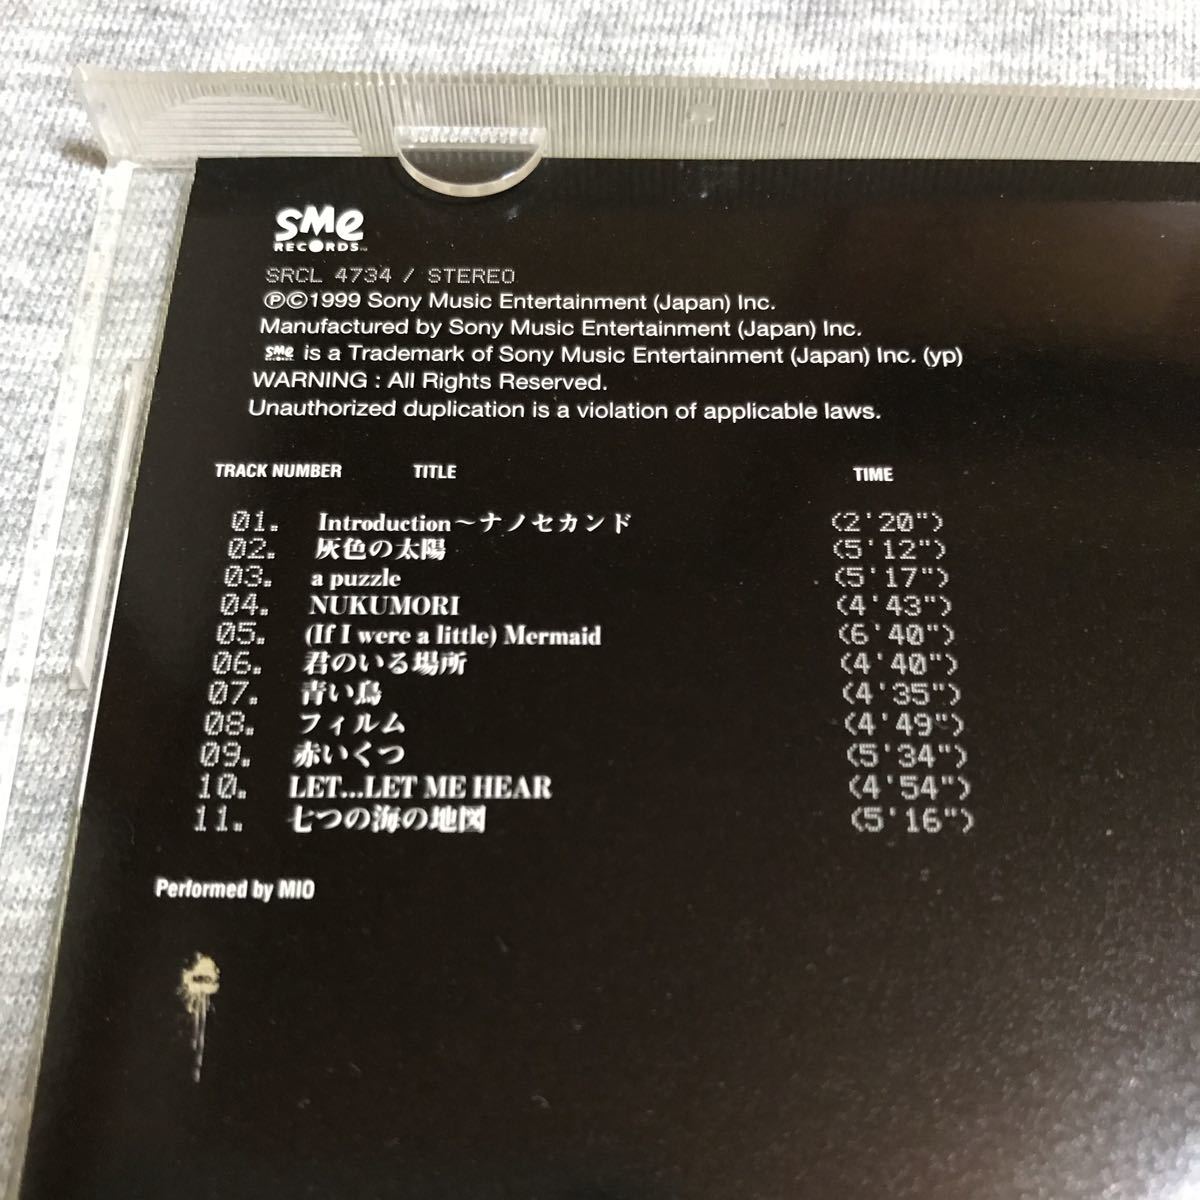 SMe
RECORDS™
SRCL 4734 / STEREO
℗©1999 Sony Music Entertainment (Japan) Inc.
Manufactured by Sony Music Entertainment (Japan) Inc.
SMe is a Trademark of Sony Music Entertainment (Japan) Inc. (yp)
WARNING : All Rights Reserved.
Unauthorized duplication is a violation of applicable laws.
TRACK NUMBER TITLE TIME
01. Introduction～ナノセカンド (2'20")
02. 灰色の太陽 (5'12")
03. a puzzle (5'17")
04. NUKUMORI (4'43")
05. (If I were a little) Mermaid (6'40")
06. 君のいる場所 (4'40")
07. 青い鳥 (4'35")
08. フィルム (4'49")
09. 赤いくつ (5'34")
10. LET...LET ME HEAR (4'54")
11. 七つの海の地図 (5'16")
Performed by MIO